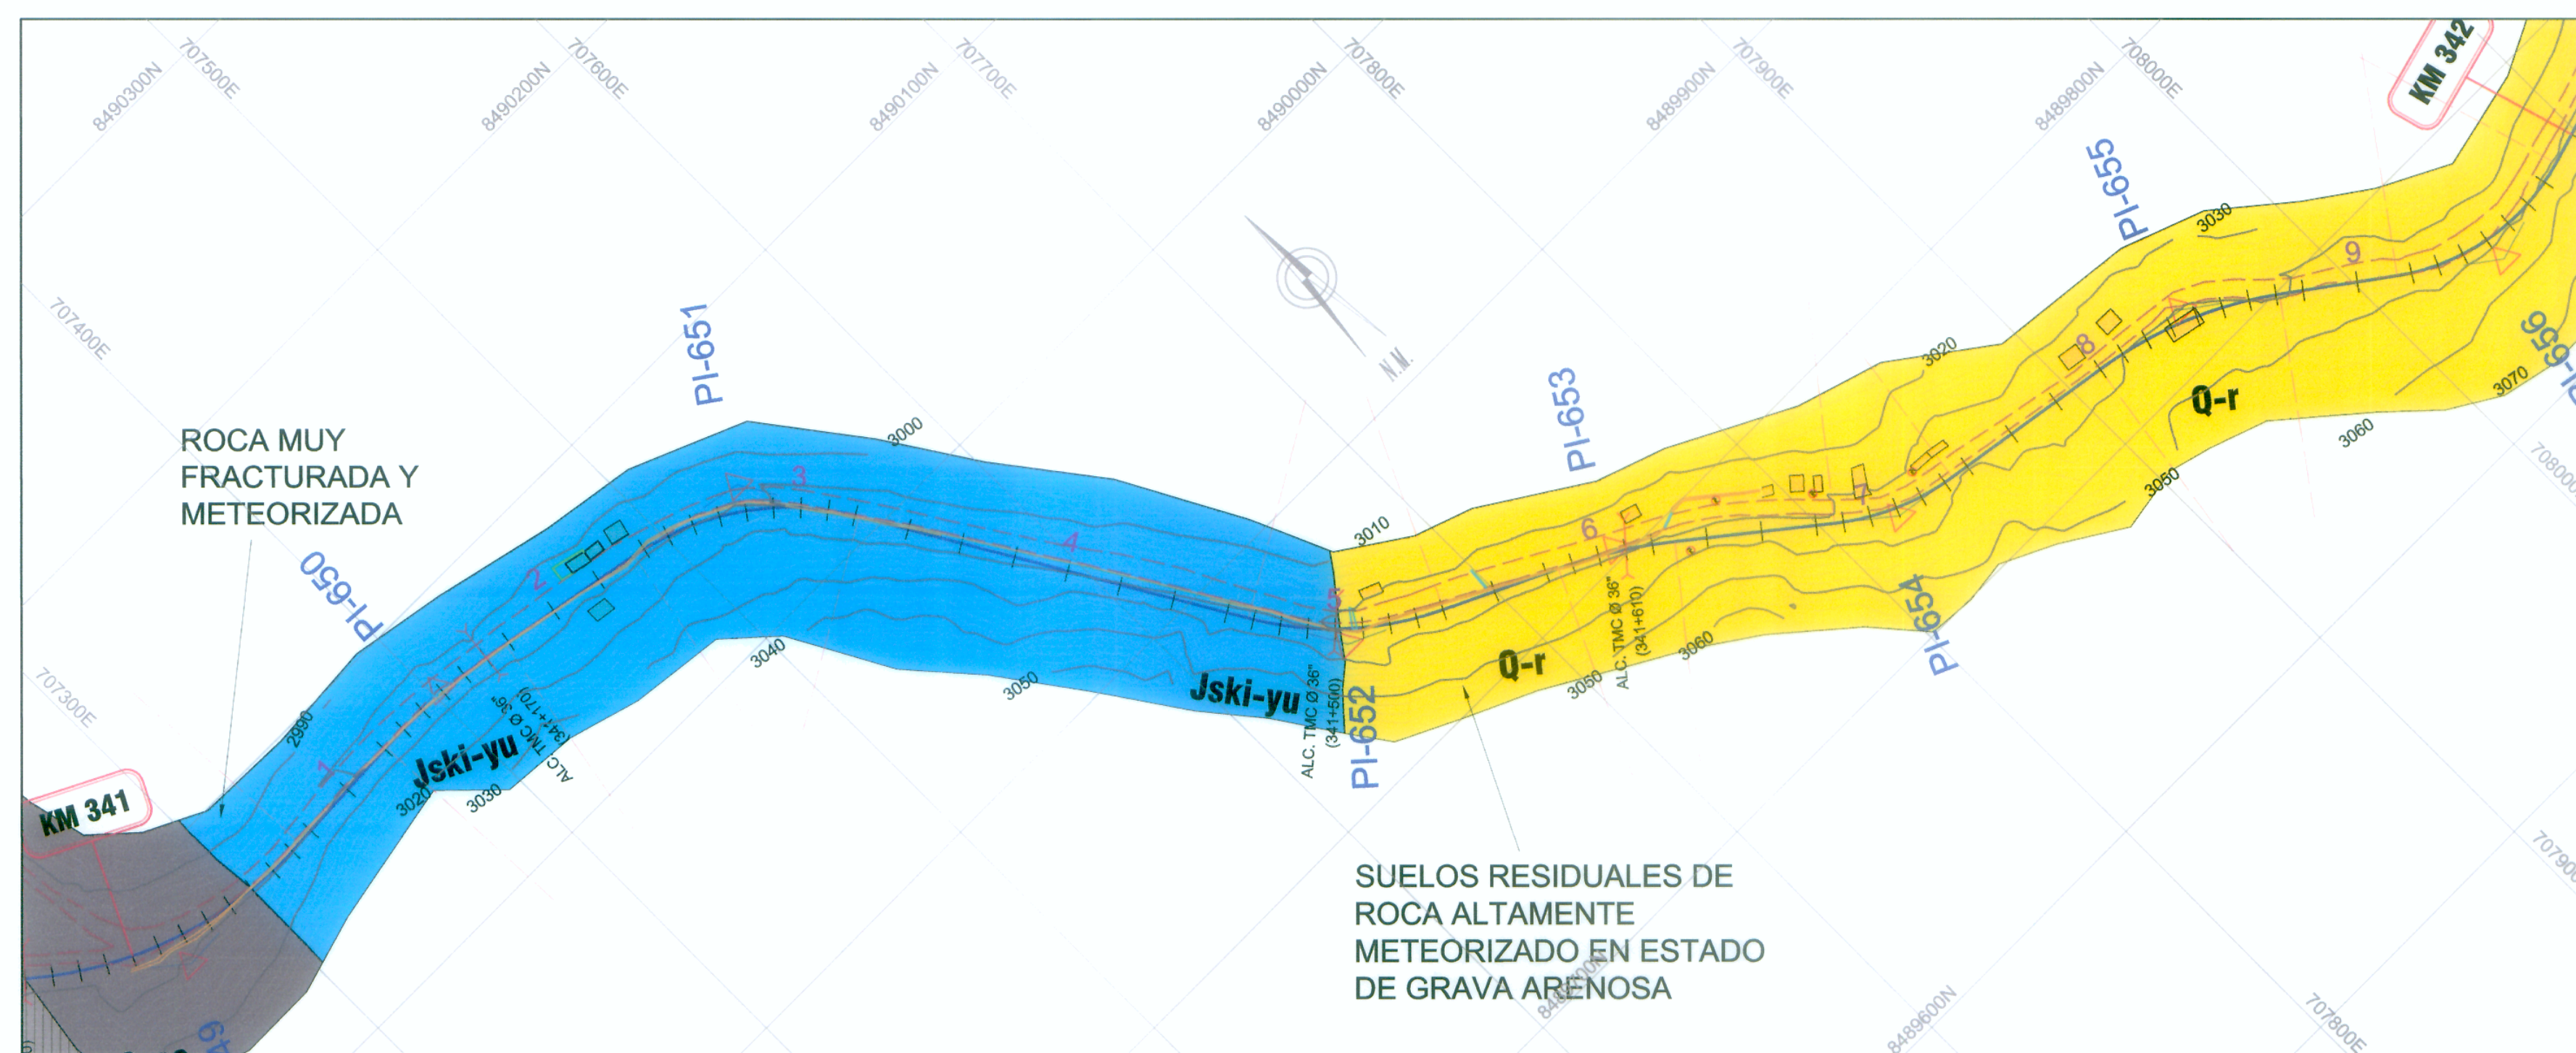 8490300N
707500E
8490200N
707600E
8490100N
707700E
8490000N
707800E
8489900N
707900E
8489800N
708000E
KM 342
PI-655
3030
9
N.M.
707400E
PI-651
PI-653
3020
8
PI-656
3070
Q-r
3060
3050
ROCA MUY
FRACTURADA Y
METEORIZADA
3000
3
4
3010
6
7
PI-650
2
5
ALC. TMC Ø 36"
(341+610)
PI-654
3060
3050
Q-r
707300E
2990
3040
3050
Jski-yu
ALC. TMC Ø 36"
(341+500)
PI-652
1
Jski-yu
ALC. TMC Ø 36"
(341+170)
3020
3030
KM 341
SUELOS RESIDUALES DE
ROCA ALTAMENTE
METEORIZADO EN ESTADO
DE GRAVA ARENOSA
8489600N
707800E